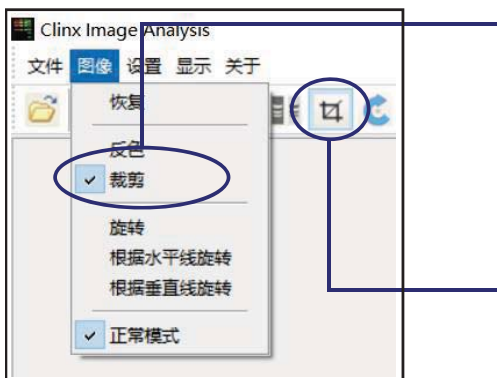 Clinx Image Analysis
文件 图像 设置 显示 关于
恢复
反色
裁剪
旋转
根据水平线旋转
根据垂直线旋转
正常模式